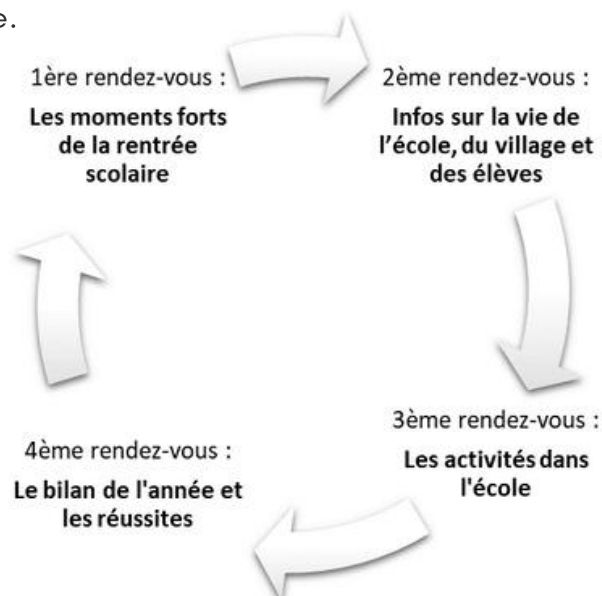 e.
1ère rendez-vous :
Les moments forts
de la rentrée
scolaire
2ème rendez-vous :
Infos sur la vie de
l'école, du village et
des élèves
3ème rendez-vous :
Les activités dans
l'école
4ème rendez-vous :
Le bilan de l'année et
les réussites